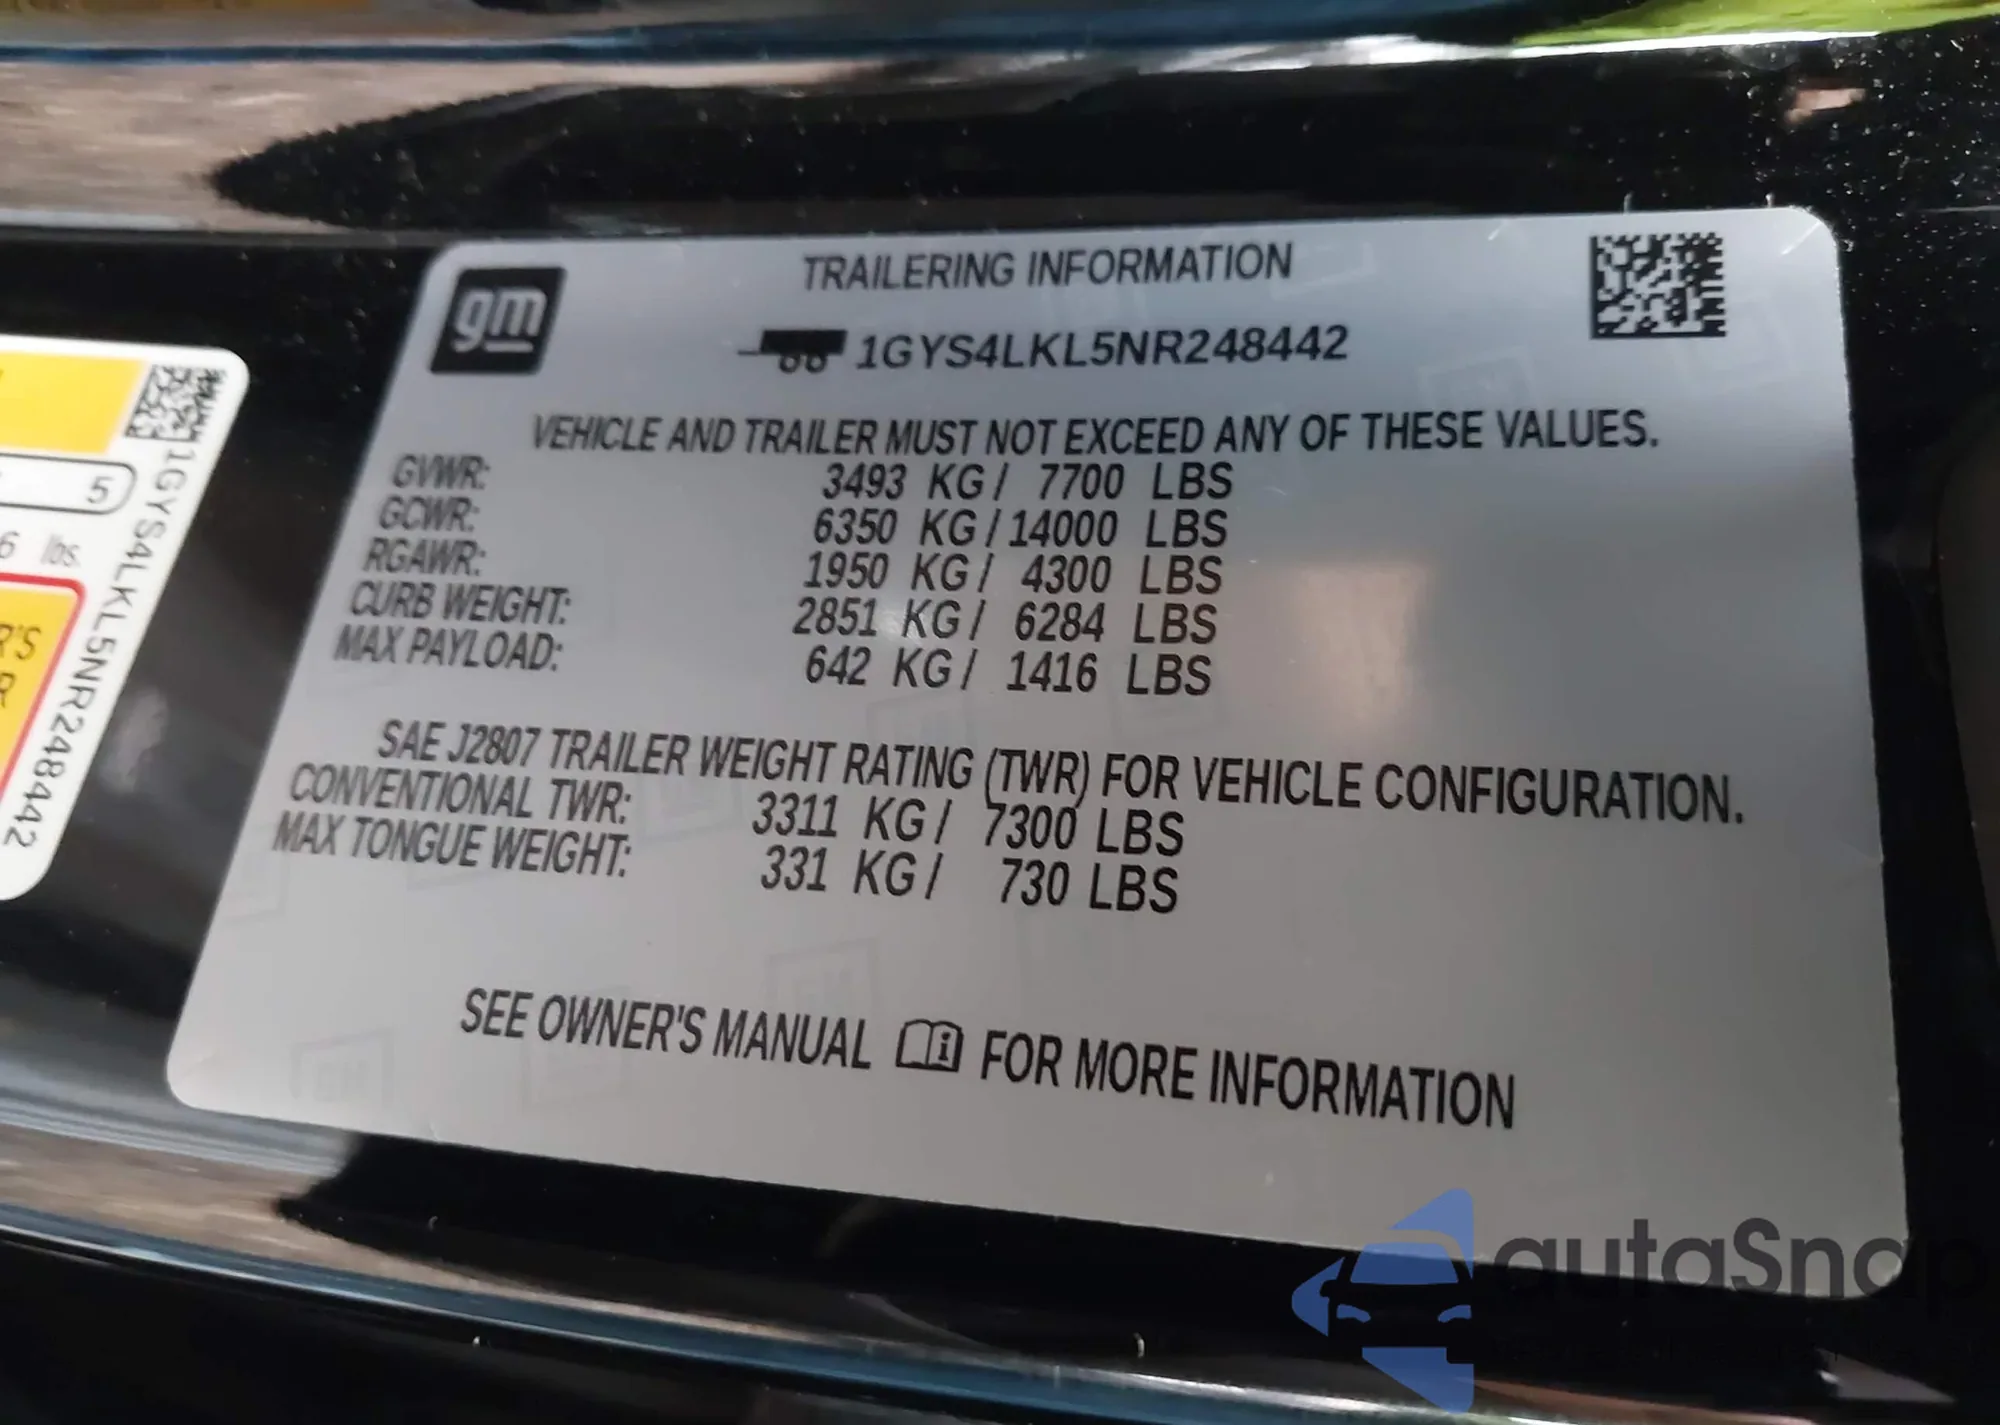 gm
TRAILERING INFORMATION
1GYS4LKL5NR248442
VEHICLE AND TRAILER MUST NOT EXCEED ANY OF THESE VALUES.
GVWR: 3493 KG / 7700 LBS
GCWR: 6350 KG / 14000 LBS
RGAWR: 1950 KG / 4300 LBS
CURB WEIGHT: 2851 KG / 6284 LBS
MAX PAYLOAD: 642 KG / 1416 LBS
SAE J2807 TRAILER WEIGHT RATING (TWR) FOR VEHICLE CONFIGURATION.
CONVENTIONAL TWR: 3311 KG / 7300 LBS
MAX TONGUE WEIGHT: 331 KG / 730 LBS
SEE OWNER'S MANUAL FOR MORE INFORMATION
5
6 lbs.
R'S
R
1GYS4LKL5NR248442
autoSnap